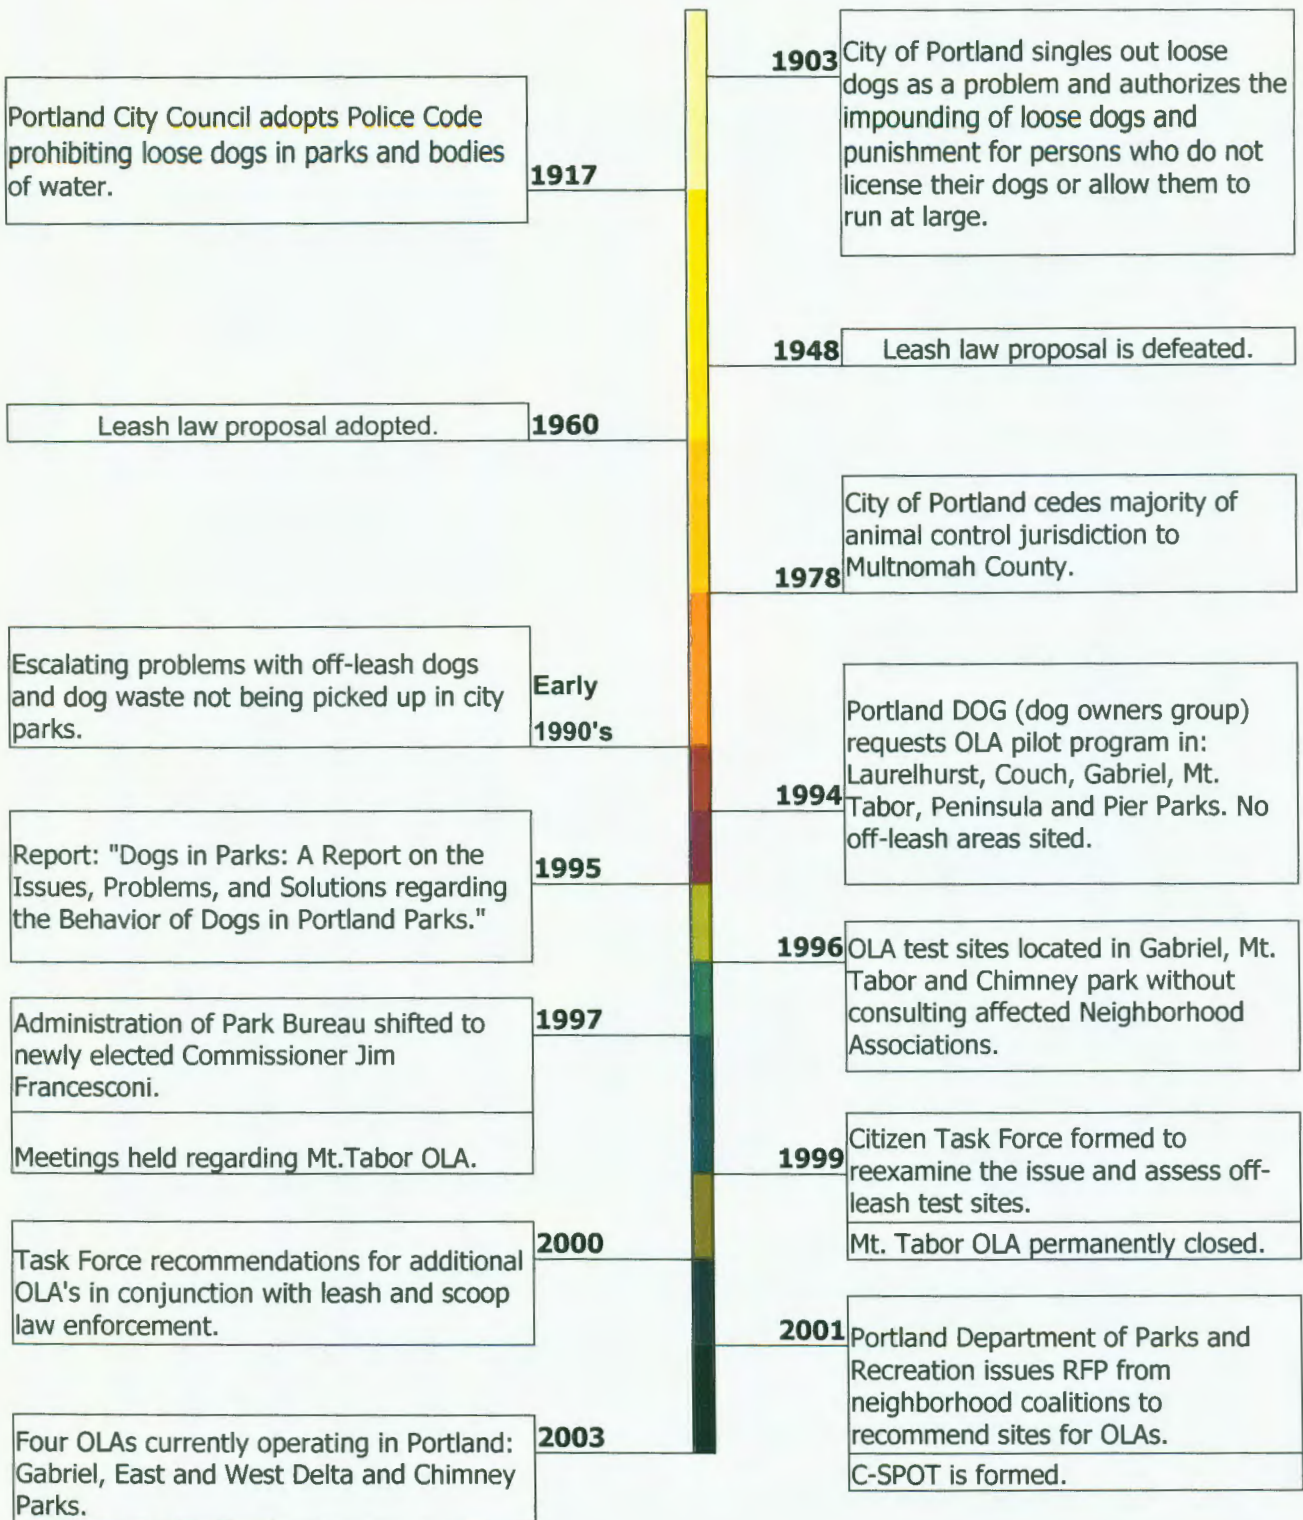 1903
City of Portland singles out loose
dogs as a problem and authorizes the
impounding of loose dogs and
punishment for persons who do not
license their dogs or allow them to
run at large.
Portland City Council adopts Police Code
prohibiting loose dogs in parks and bodies
of water.
1917
1948
Leash law proposal is defeated.
Leash law proposal adopted.
1960
City of Portland cedes majority of
animal control jurisdiction to
Multnomah County.
1978
Escalating problems with off-leash dogs
and dog waste not being picked up in city
parks.
Early
1990's
Portland DOG (dog owners group)
requests OLA pilot program in:
Laurelhurst, Couch, Gabriel, Mt.
Tabor, Peninsula and Pier Parks. No
off-leash areas sited.
1994
Report: "Dogs in Parks: A Report on the
Issues, Problems, and Solutions regarding
the Behavior of Dogs in Portland Parks."
1995
1996
OLA test sites located in Gabriel, Mt.
Tabor and Chimney park without
consulting affected Neighborhood
Associations.
Administration of Park Bureau shifted to
newly elected Commissioner Jim
Francesconi.
Meetings held regarding Mt.Tabor OLA.
1997
1999
Citizen Task Force formed to
reexamine the issue and assess off-
leash test sites.
Mt. Tabor OLA permanently closed.
Task Force recommendations for additional
OLA's in conjunction with leash and scoop
law enforcement.
2000
2001
Portland Department of Parks and
Recreation issues RFP from
neighborhood coalitions to
recommend sites for OLAs.
C-SPOT is formed.
Four OLAs currently operating in Portland:
Gabriel, East and West Delta and Chimney
Parks.
2003